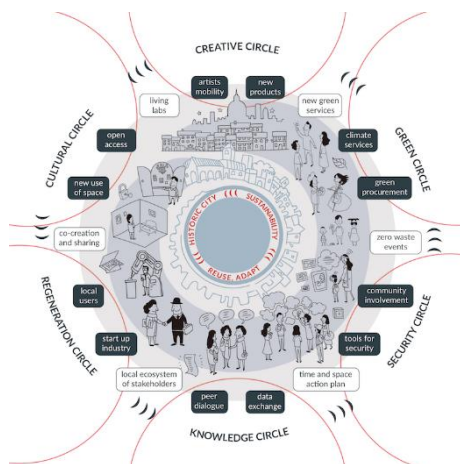 CREATIVE CIRCLE
artists
mobility
new
products
living
labs
new green
services
CULTURAL CIRCLE
open
access
climate
services
GREEN CIRCLE
new use
of space
green
procurement
HISTORIC CITY
SUSTAINABILITY
REUSE, ADAPT
co-creation
and sharing
zero waste
events
REGENERATION CIRCLE
local
users
community
involvement
SECURITY CIRCLE
start up
industry
tools for
security
local ecosystem
of stakeholders
time and space
action plan
peer
dialogue
data
exchange
KNOWLEDGE CIRCLE